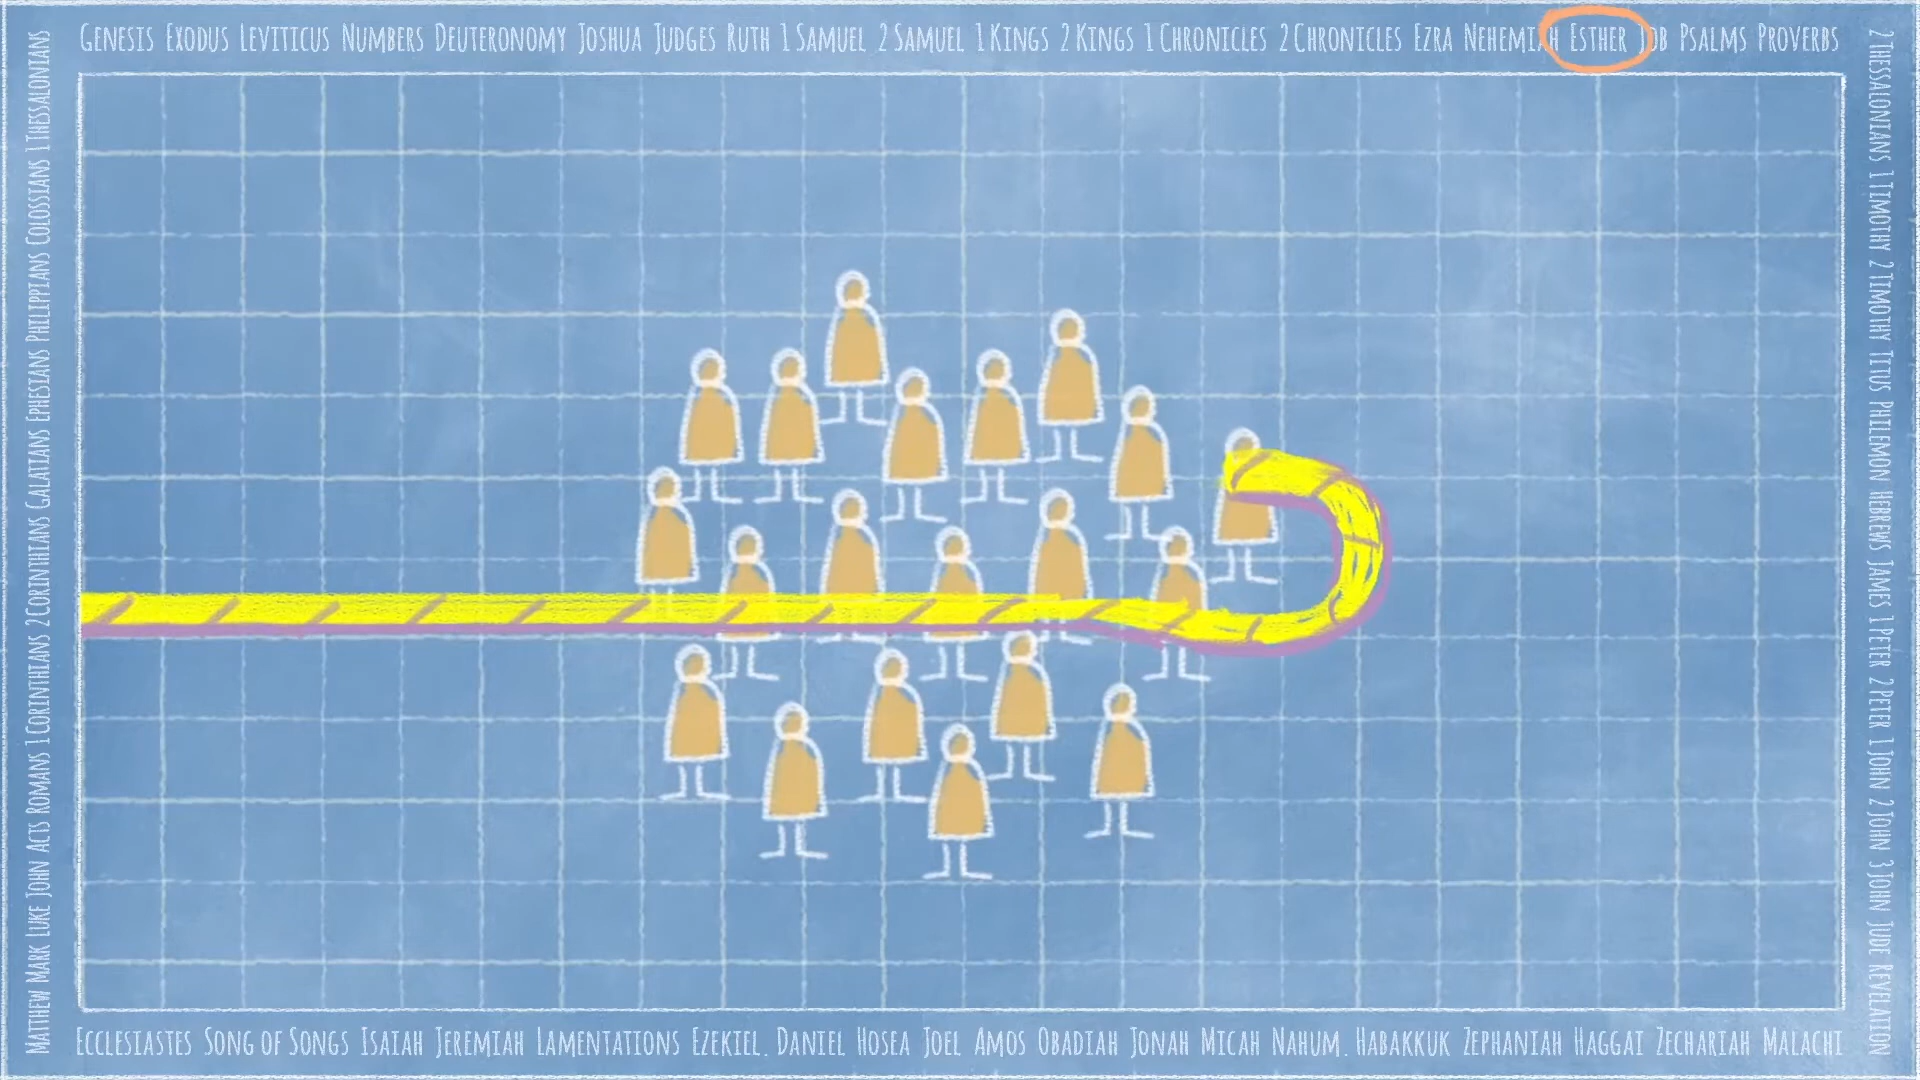 Genesis Exodus Leviticus Numbers Deuteronomy Joshua Judges Ruth 1 Samuel 2 Samuel 1 Kings 2 Kings 1 Chronicles 2 Chronicles Ezra Nehemiah Esther Job Psalms Proverbs
Ecclesiastes Song of Songs Isaiah Jeremiah Lamentations Ezekiel. Daniel Hosea Joel Amos Obadiah Jonah Micah Nahum. Habakkuk Zephaniah Haggai Zechariah Malachi
Matthew Mark Luke John Acts Romans 1 Corinthians 2 Corinthians Galatians Ephesians Philippians Colossians 1 Thessalonians
2 Thessalonians 1 Timothy 2 Timothy Titus Philemon Hebrews James 1 Peter 2 Peter 1 John 2 John 3 John Jude Revelation